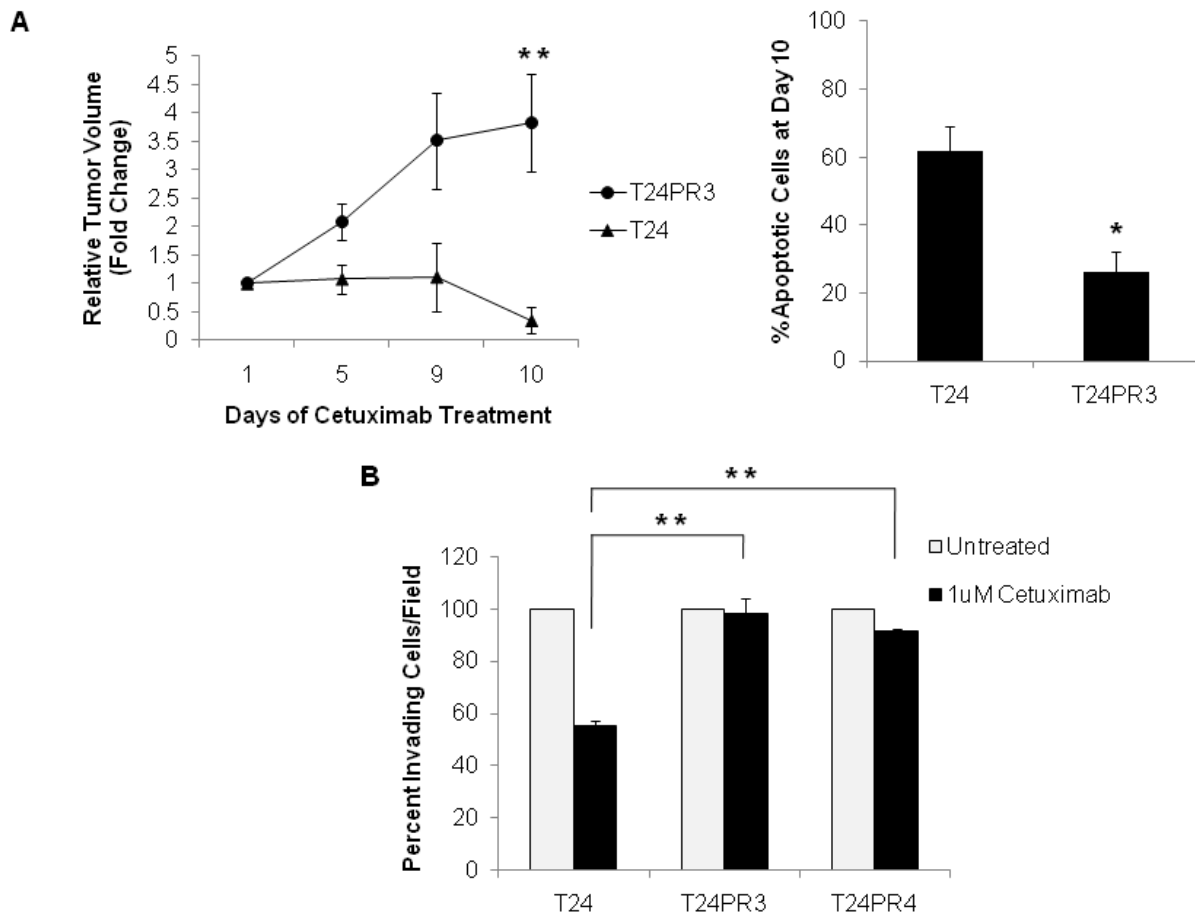 A
Relative Tumor Volume
(Fold Change)
5
4.5
4
3.5
3
2.5
2
1.5
1
0.5
0
**
T24PR3
T24
1 5 9 10
Days of Cetuximab Treatment
%Apoptotic Cells at Day 10
100
80
60
40
20
0
*
T24 T24PR3
B
**
**
Untreated
1uM Cetuximab
Percent Invading Cells/Field
120
100
80
60
40
20
0
T24 T24PR3 T24PR4